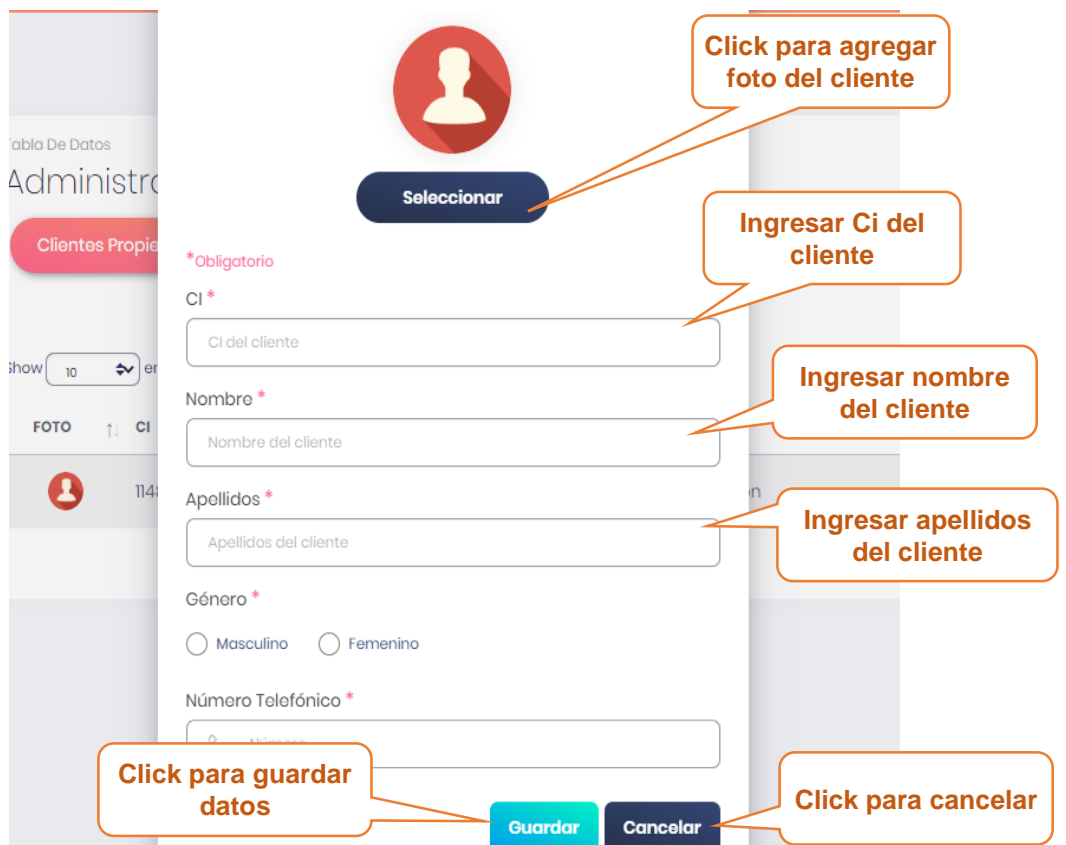 Click para agregar
foto del cliente
Tabla De Datos
Seleccionar
Clientes
Ingresar Ci del
cliente
*Obligatorio
CI *
CI del cliente
Show 10
Nombre *
Ingresar nombre
del cliente
FOTO CI
Nombre del cliente
Apellidos *
Ingresar apellidos
del cliente
Apellidos del cliente
Género *
Masculino Femenino
Número Telefónico *
Click para guardar
datos
Click para cancelar
Guardar Cancelar